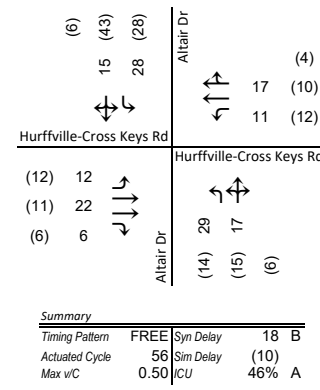 (6) (43) (28)
15 28
Altair Dr
(4)
17 (10)
11 (12)
Hurffville-Cross Keys Rd
Hurffville-Cross Keys Rd
(12) 12
(11) 22
(6) 6
Altair Dr
29 17
(14) (15) (6)
Summary
Timing Pattern FREE Syn Delay 18 B
Actuated Cycle 56 Sim Delay (10)
Max v/C 0.50 ICU 46% A